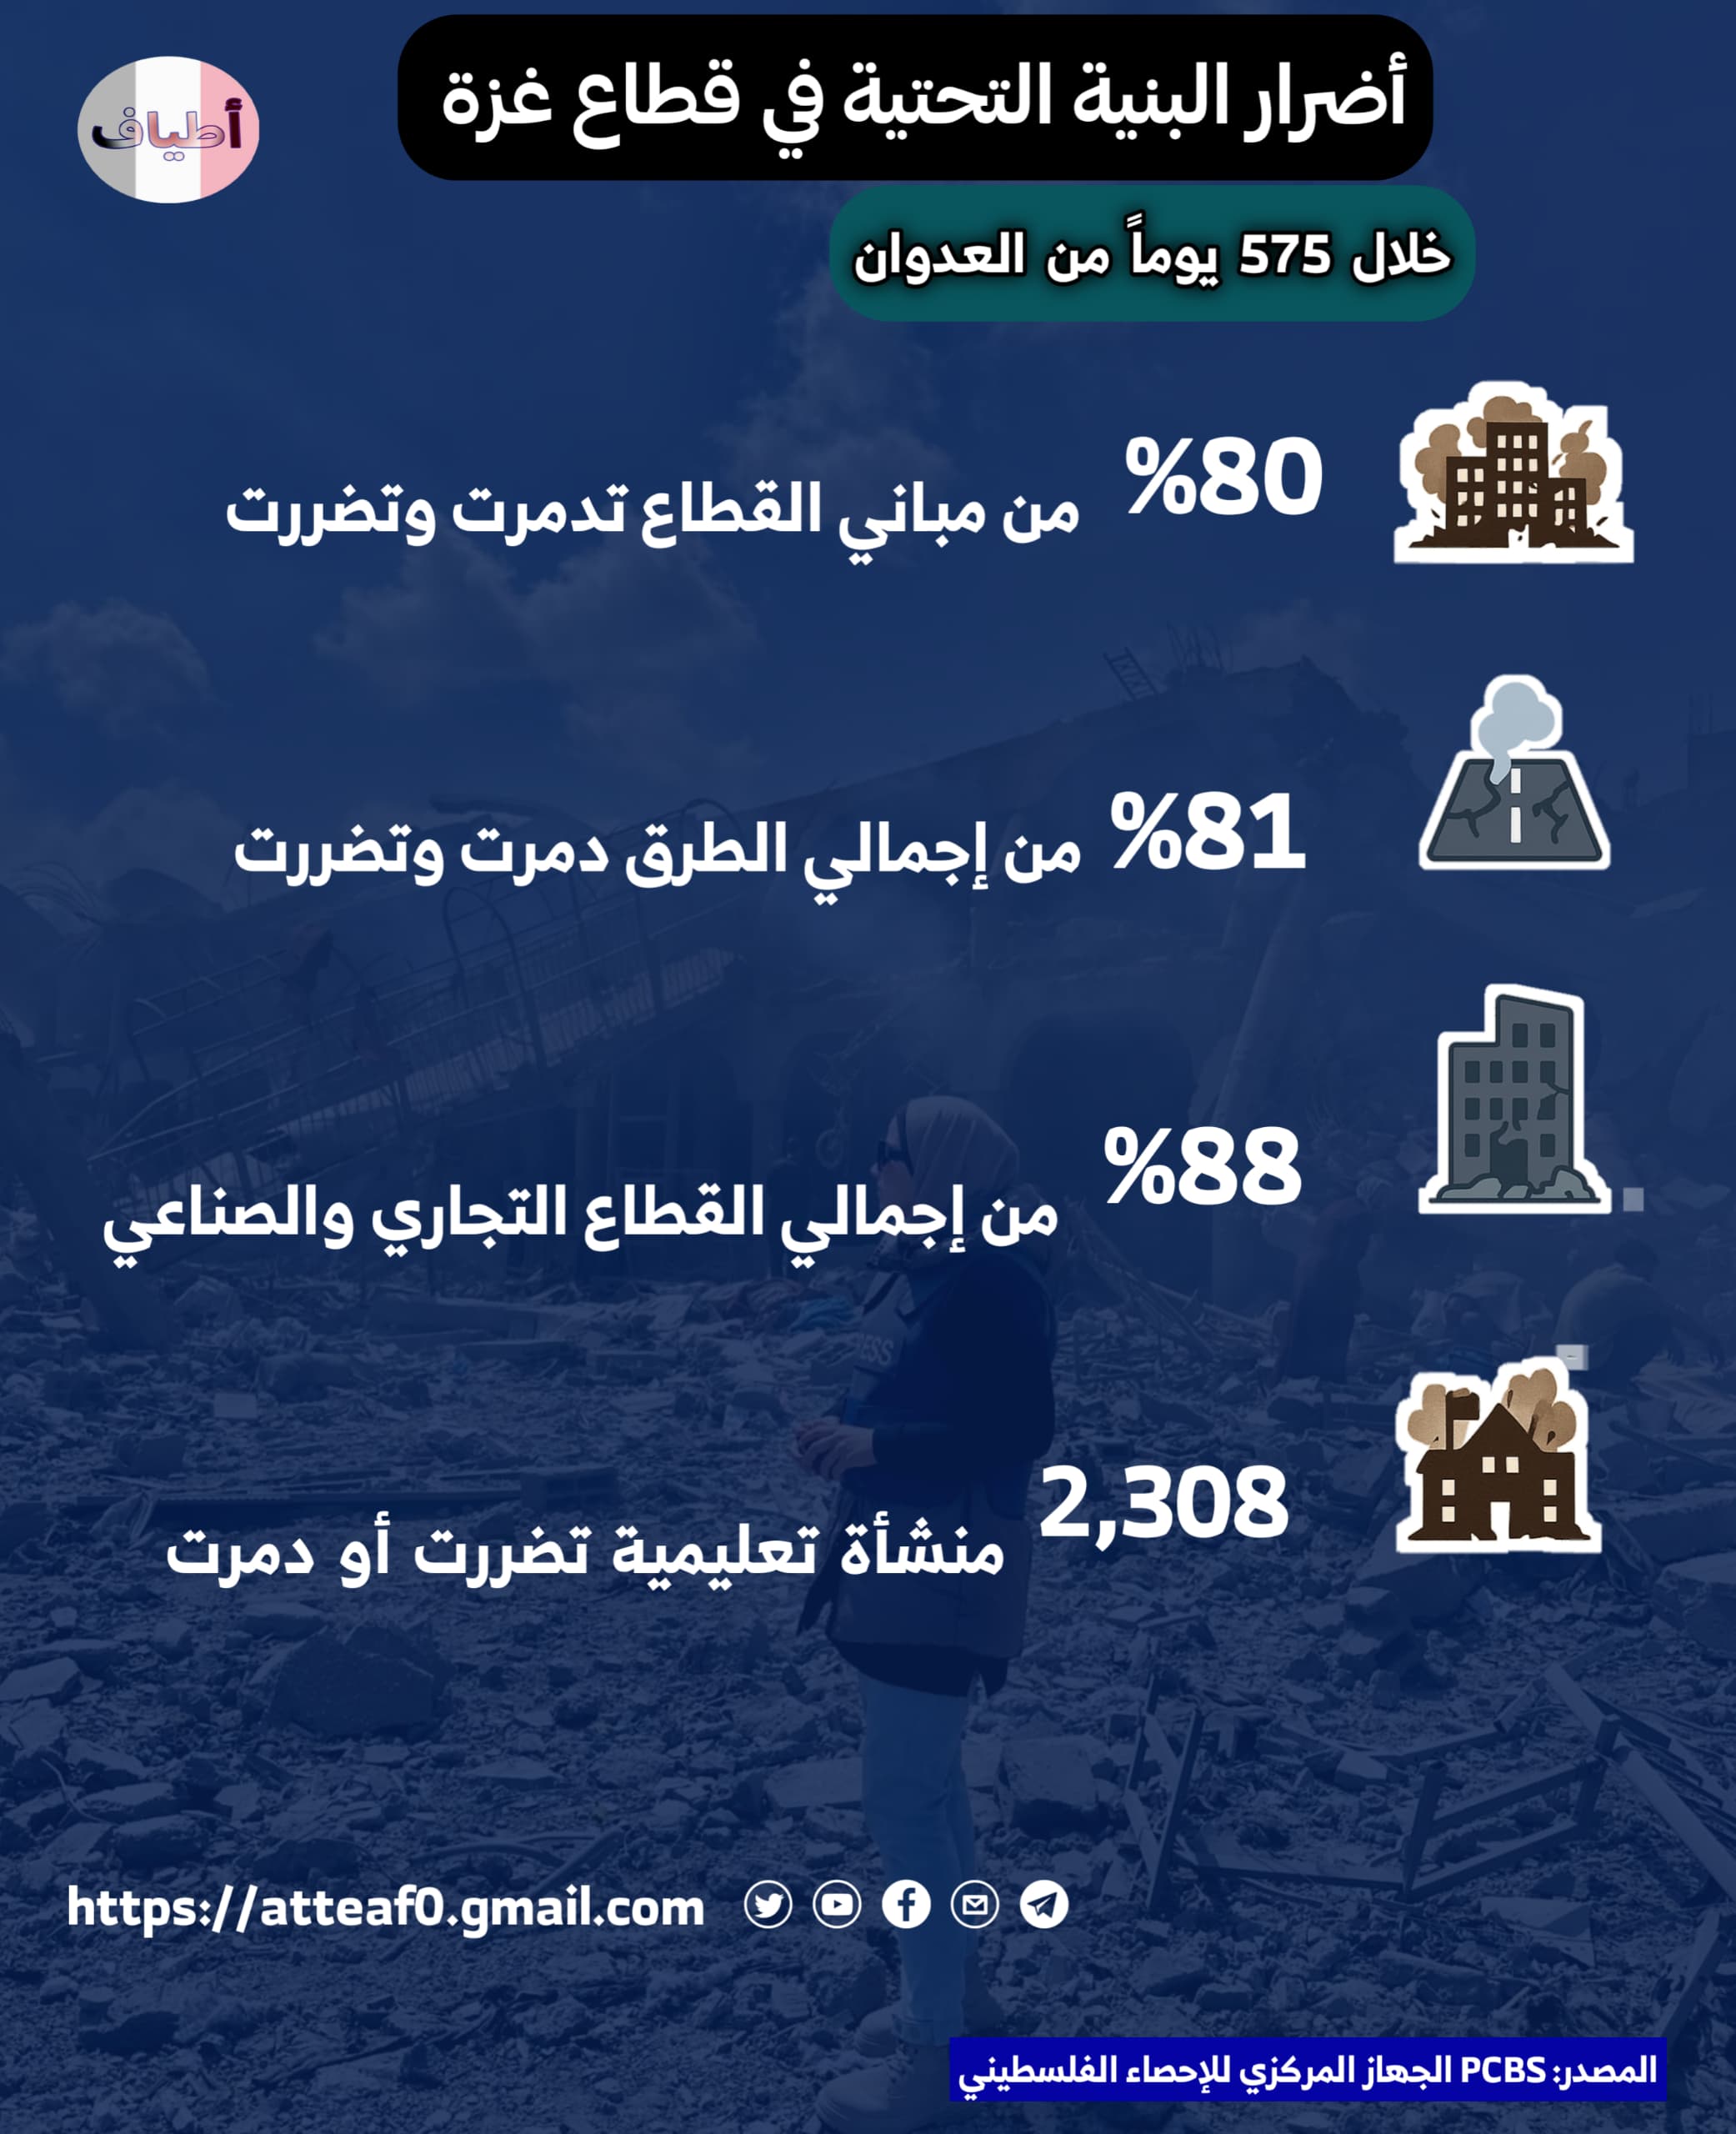 أضرار البنية التحتية في قطاع غزة
أطياف
خلال 575 يوماً من العدوان
%80 من مباني القطاع تدمرت وتضررت
%81 من إجمالي الطرق دمرت وتضررت
%88 من إجمالي القطاع التجاري والصناعي
2,308 منشأة تعليمية تضررت أو دمرت
ESS
https://atteaf0.gmail.com
المصدر: PCBS الجهاز المركزي للإحصاء الفلسطيني